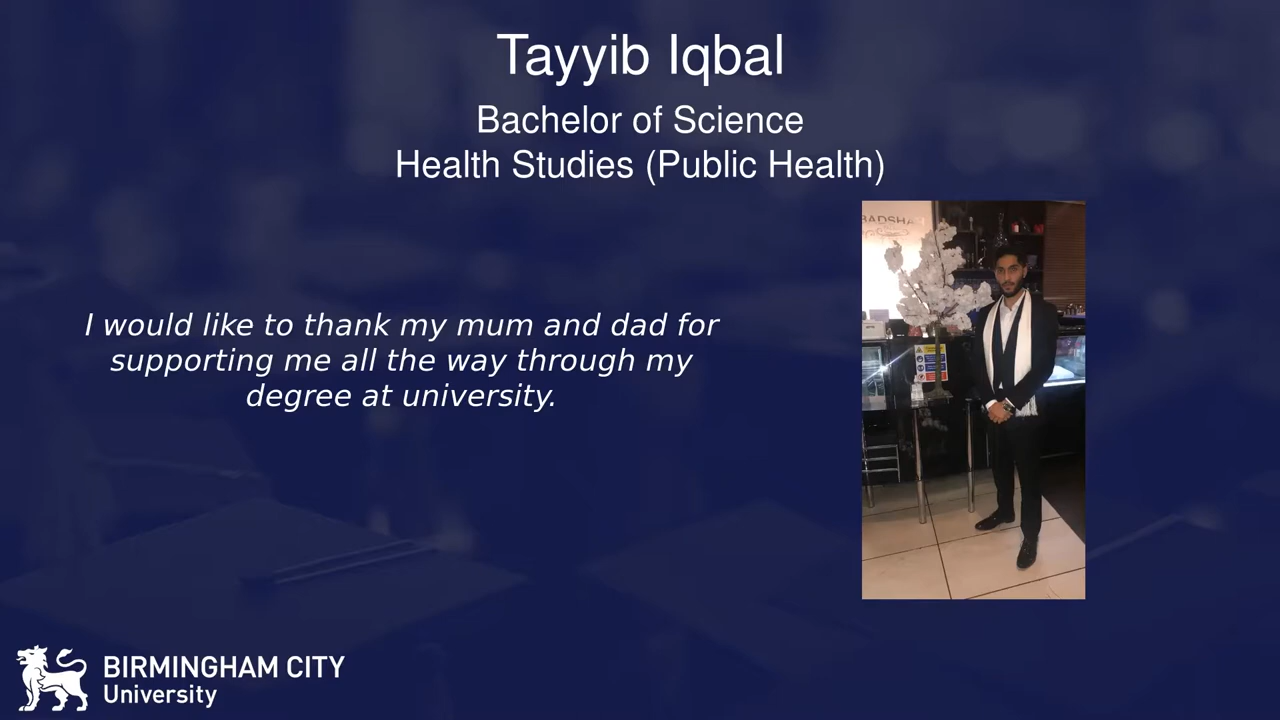 Tayyib Iqbal
Bachelor of Science
Health Studies (Public Health)
I would like to thank my mum and dad for
supporting me all the way through my
degree at university.
BIRMINGHAM CITY
University